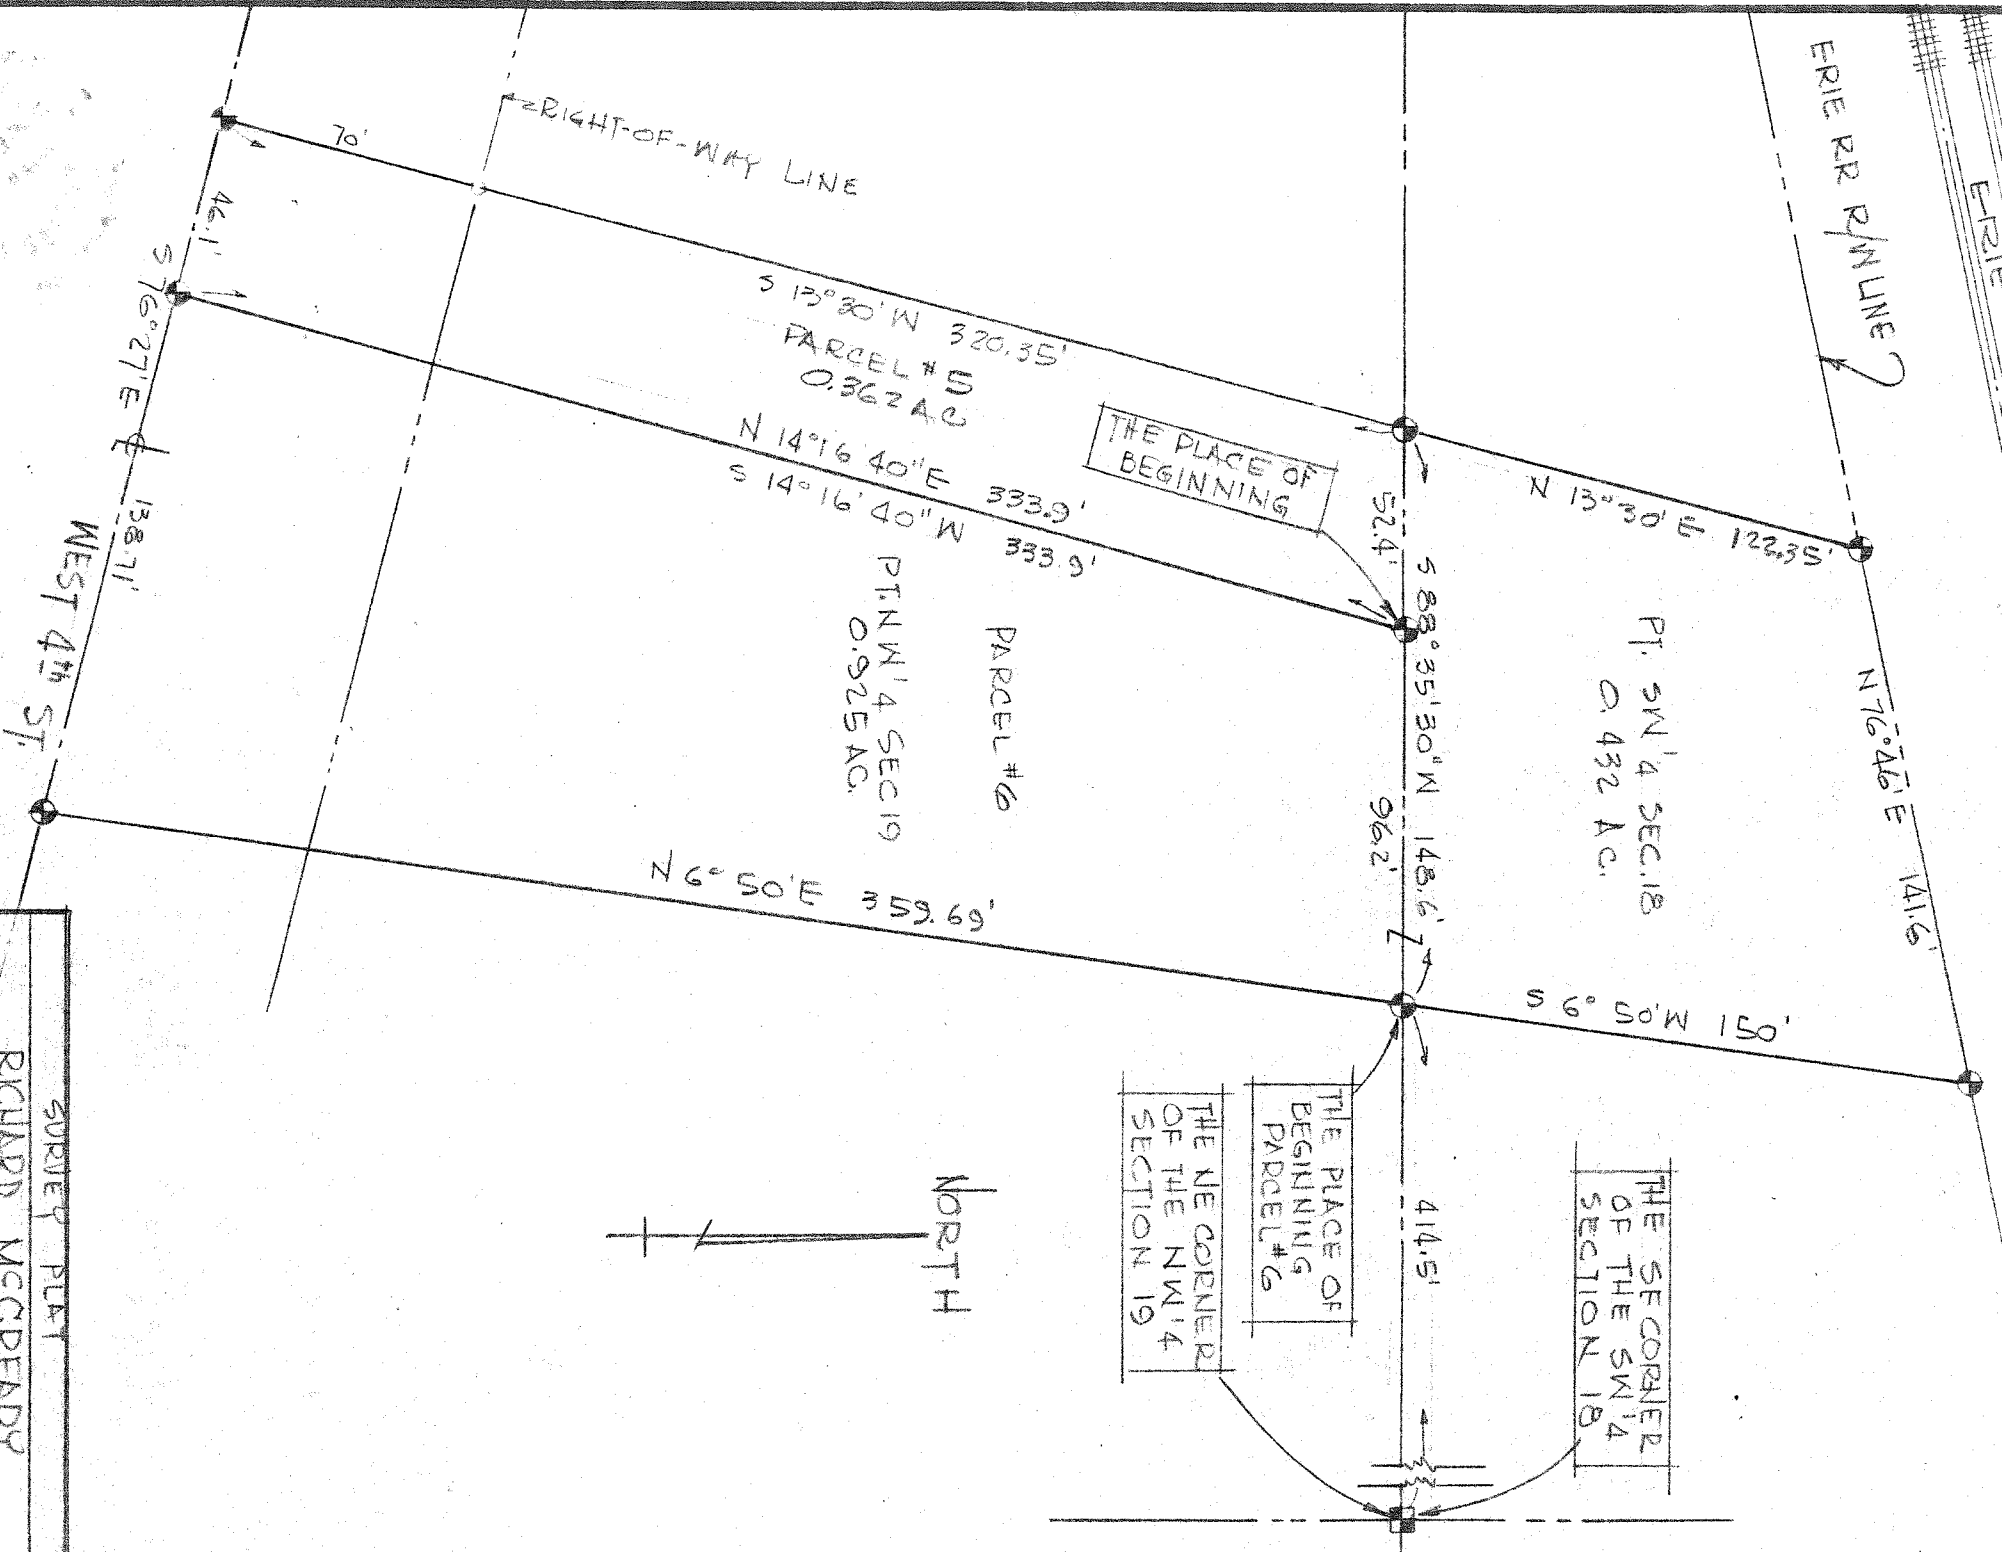 ERIE
ERIE RR R/W LINE
RIGHT-OF-WAY LINE
70'
46.1'
S 76° 27' E
138.71'
WEST 4th ST.
S 13° 30' W 320.35'
PARCEL # 5
0.362 A.C
N 14° 16' 40" E 333.9'
S 14° 16' 40" W 333.9'
THE PLACE OF
BEGINNING
52.4'
S 88° 35' 30" W 148.6'
96.2'
N 13° 30' E 122.35'
N 76° 46' E 141.6'
PT. SW 1/4 SEC. 18
0.432 AC.
PARCEL #6
PT. NW 1/4 SEC 19
0.925 AC.
N 6° 50' E 359.69'
S 6° 50' W 150'
THE PLACE OF
BEGINNING
PARCEL #6
THE NE CORNER
OF THE NW 1/4
SECTION 19
414.5'
THE SE CORNER
OF THE SW 1/4
SECTION 18
NORTH
SURVEY PLAT
RICHARD MCCREADY